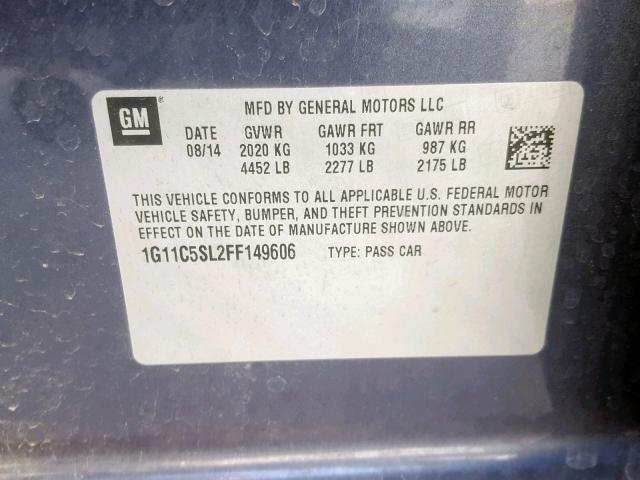 GM ®
MFD BY GENERAL MOTORS LLC
DATE GVWR GAWR FRT GAWR RR
08/14 2020 KG 1033 KG 987 KG
4452 LB 2277 LB 2175 LB
THIS VEHICLE CONFORMS TO ALL APPLICABLE U.S. FEDERAL MOTOR
VEHICLE SAFETY, BUMPER, AND THEFT PREVENTION STANDARDS IN
EFFECT ON THE DATE OF MANUFACTURE SHOWN ABOVE.
1G11C5SL2FF149606 TYPE: PASS CAR